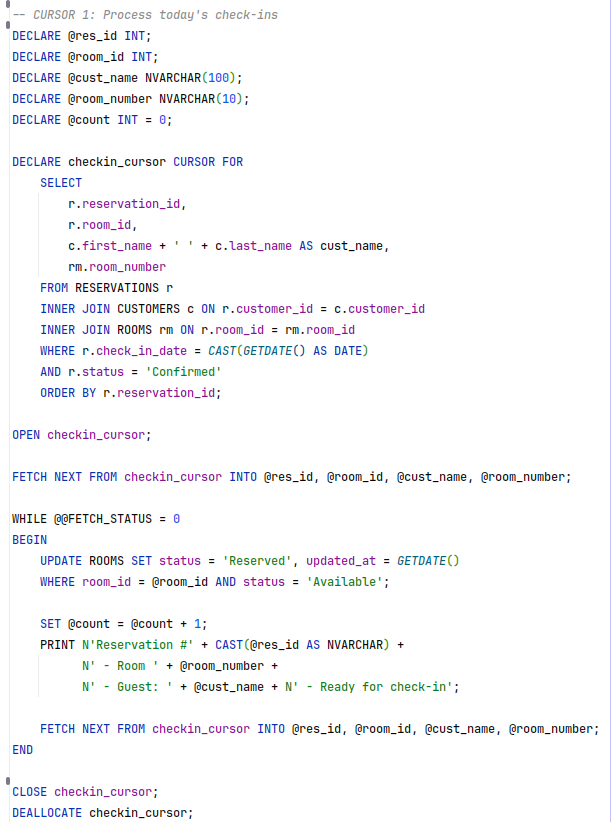 -- CURSOR 1: Process today's check-ins
DECLARE @res_id INT;
DECLARE @room_id INT;
DECLARE @cust_name NVARCHAR(100);
DECLARE @room_number NVARCHAR(10);
DECLARE @count INT = 0;

DECLARE checkin_cursor CURSOR FOR
    SELECT
        r.reservation_id,
        r.room_id,
        c.first_name + ' ' + c.last_name AS cust_name,
        rm.room_number
    FROM RESERVATIONS r
    INNER JOIN CUSTOMERS c ON r.customer_id = c.customer_id
    INNER JOIN ROOMS rm ON r.room_id = rm.room_id
    WHERE r.check_in_date = CAST(GETDATE() AS DATE)
    AND r.status = 'Confirmed'
    ORDER BY r.reservation_id;

OPEN checkin_cursor;

FETCH NEXT FROM checkin_cursor INTO @res_id, @room_id, @cust_name, @room_number;

WHILE @@FETCH_STATUS = 0
BEGIN
    UPDATE ROOMS SET status = 'Reserved', updated_at = GETDATE()
    WHERE room_id = @room_id AND status = 'Available';

    SET @count = @count + 1;
    PRINT N'Reservation #' + CAST(@res_id AS NVARCHAR) +
          N' - Room ' + @room_number +
          N' - Guest: ' + @cust_name + N' - Ready for check-in';

    FETCH NEXT FROM checkin_cursor INTO @res_id, @room_id, @cust_name, @room_number;
END

CLOSE checkin_cursor;
DEALLOCATE checkin_cursor;